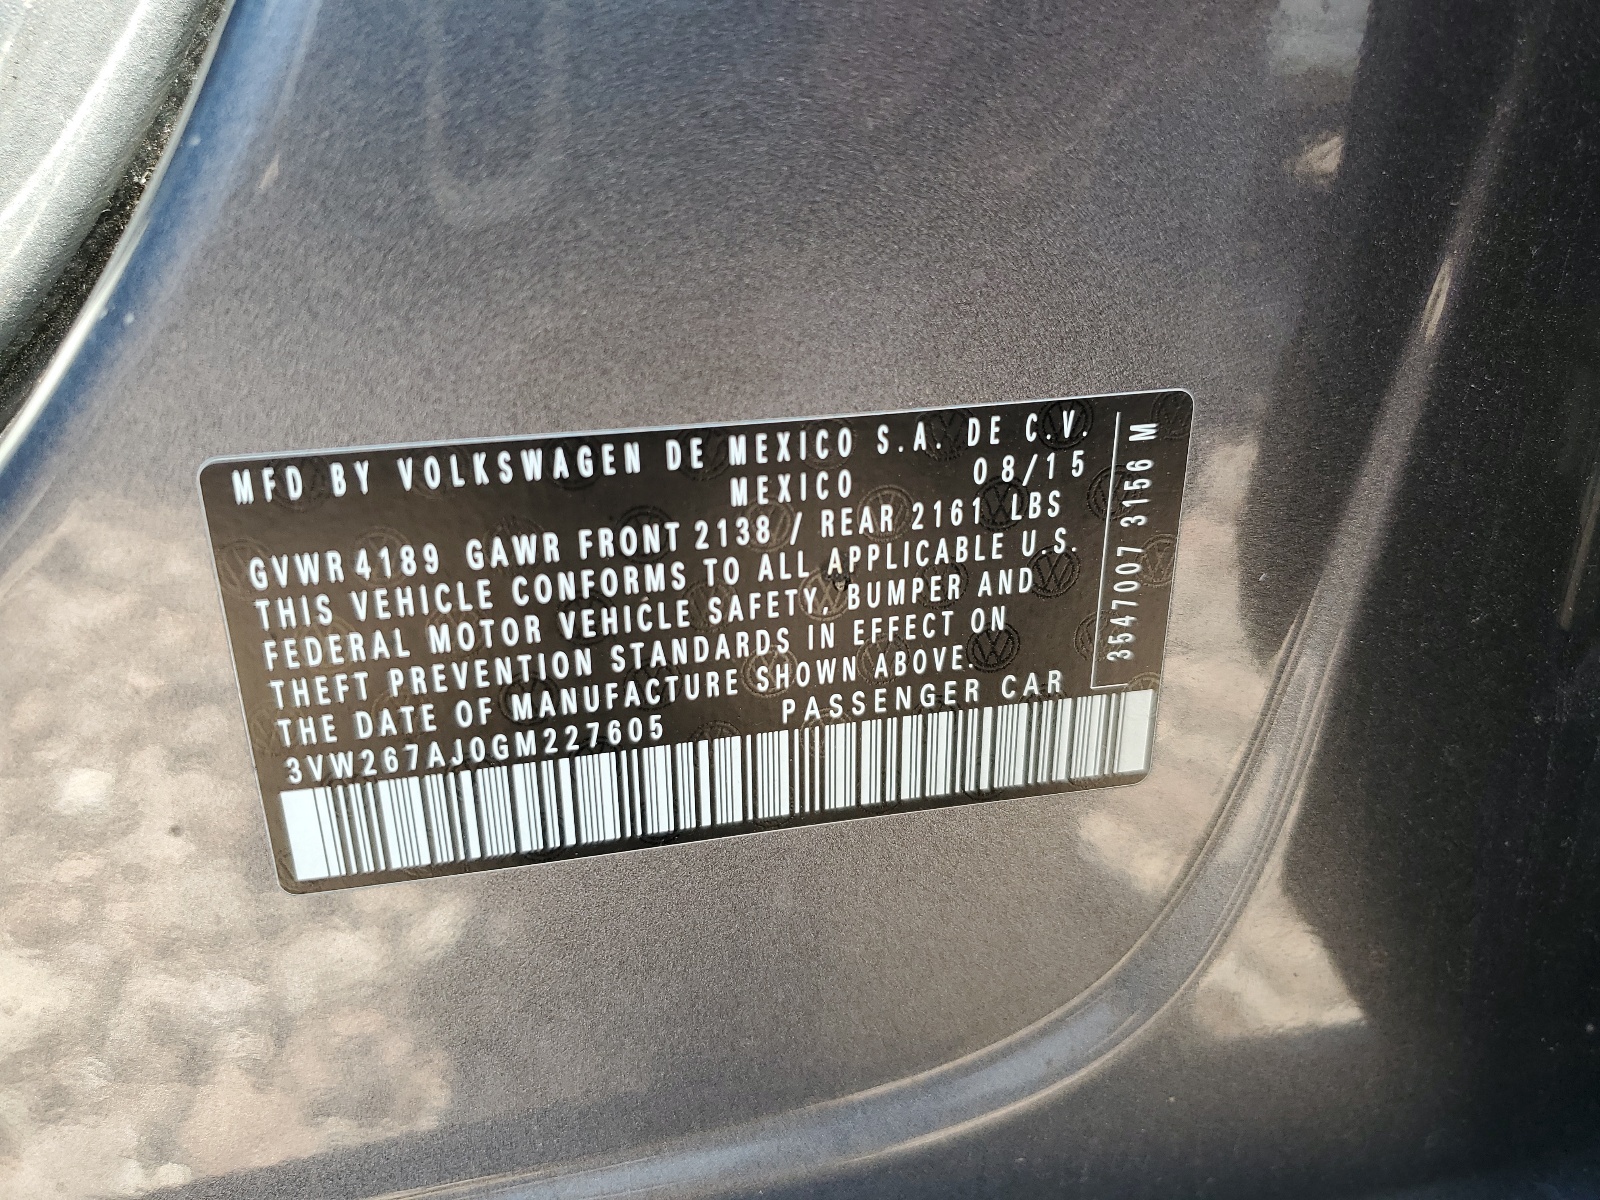 MFD BY VOLKSWAGEN DE MEXICO S.A. DE C.V.
MEXICO 08/15
GVWR 4189 GAWR FRONT 2138 / REAR 2161 LBS
THIS VEHICLE CONFORMS TO ALL APPLICABLE U.S.
FEDERAL MOTOR VEHICLE SAFETY, BUMPER AND
THEFT PREVENTION STANDARDS IN EFFECT ON
THE DATE OF MANUFACTURE SHOWN ABOVE.
3VW267AJ0GM227605 PASSENGER CAR
3547007 3156 M